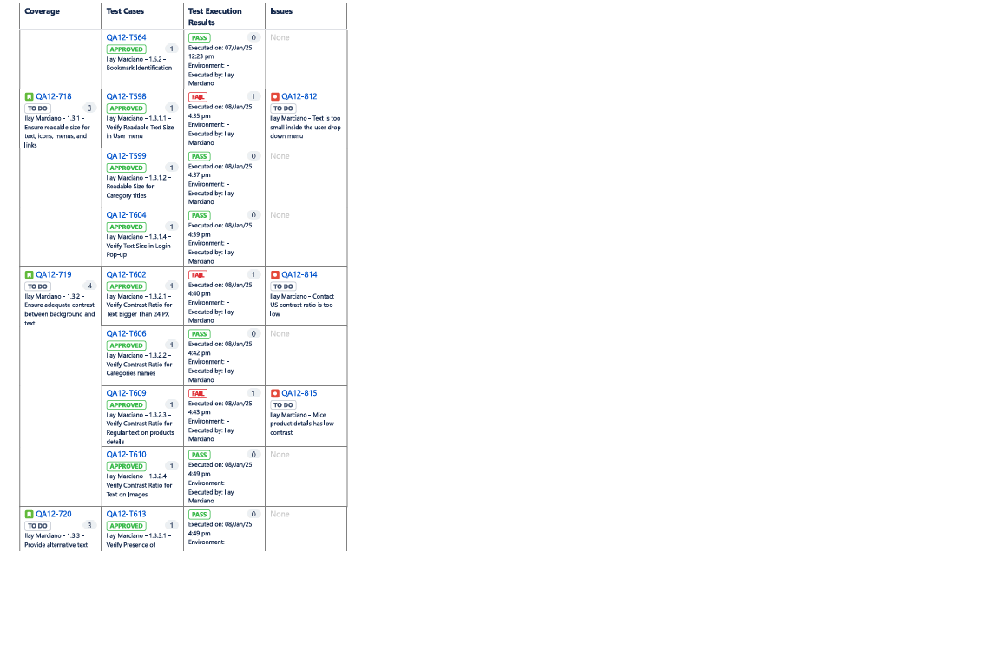 Coverage
Test Cases
Test Execution
Results
Issues
QA12-T564
APPROVED 1
Ilay Marciano – 1.5.2 –
Bookmark Identification
PASS 0
Executed on: 07/Jan/25
12:23 pm
Environment: –
Executed by: Ilay
Marciano
None
QA12-718
TO DO 3
Ilay Marciano – 1.3.1 –
Ensure readable size for
text, icons, menus, and
links
QA12-T598
APPROVED 1
Ilay Marciano – 1.3.1.1 –
Verify Readable Text Size
in User menu
FAIL 1
Executed on: 08/Jan/25
4:35 pm
Environment: –
Executed by: Ilay
Marciano
QA12-812
TO DO
Ilay Marciano – Text is too
small inside the user drop
down menu
QA12-T599
APPROVED 1
Ilay Marciano – 1.3.1.2 –
Readable Size for
Category titles
PASS 0
Executed on: 08/Jan/25
4:37 pm
Environment: –
Executed by: Ilay
Marciano
None
QA12-T604
APPROVED 1
Ilay Marciano – 1.3.1.4 –
Verify Text Size in Login
Pop-up
PASS 0
Executed on: 08/Jan/25
4:39 pm
Environment: –
Executed by: Ilay
Marciano
None
QA12-719
TO DO 4
Ilay Marciano – 1.3.2 –
Ensure adequate contrast
between background and
text
QA12-T602
APPROVED 1
Ilay Marciano – 1.3.2.1 –
Verify Contrast Ratio for
Text Bigger Than 24 PX
FAIL 1
Executed on: 08/Jan/25
4:40 pm
Environment: –
Executed by: Ilay
Marciano
QA12-814
TO DO
Ilay Marciano – Contact
US contrast ratio is too
low
QA12-T606
APPROVED 1
Ilay Marciano – 1.3.2.2 –
Verify Contrast Ratio for
Categories names
PASS 0
Executed on: 08/Jan/25
4:42 pm
Environment: –
Executed by: Ilay
Marciano
None
QA12-T609
APPROVED 1
Ilay Marciano – 1.3.2.3 –
Verify Contrast Ratio for
Regular text on products
details
FAIL 1
Executed on: 08/Jan/25
4:43 pm
Environment: –
Executed by: Ilay
Marciano
QA12-815
TO DO
Ilay Marciano – Mice
product details has low
contrast
QA12-T610
APPROVED 1
Ilay Marciano – 1.3.2.4 –
Verify Contrast Ratio for
Text on Images
PASS 0
Executed on: 08/Jan/25
4:49 pm
Environment: –
Executed by: Ilay
Marciano
None
QA12-720
TO DO 3
Ilay Marciano – 1.3.3 –
Provide alternative text
QA12-T613
APPROVED 1
Ilay Marciano – 1.3.3.1 –
Verify Presence of
PASS 0
Executed on: 08/Jan/25
4:49 pm
Environment: –
None